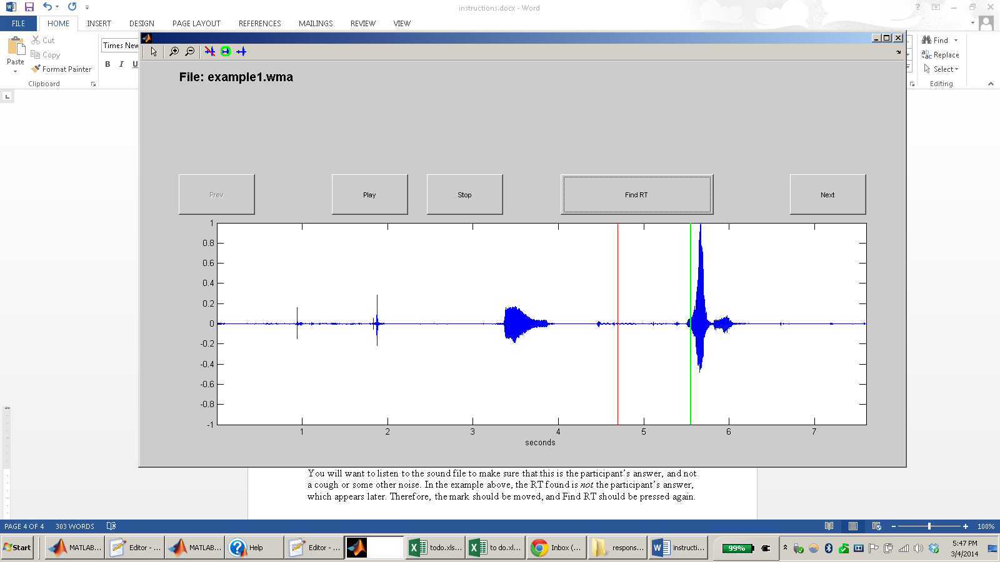 instructions.docx - Word
FILE HOME INSERT DESIGN PAGE LAYOUT REFERENCES MAILINGS REVIEW VIEW
Paste
Cut
Copy
Format Painter
Clipboard
Times New
B I U
Find
Replace
Select
Editing
File: example1.wma
Prev Play Stop Find RT Next
1
0.8
0.6
0.4
0.2
0
-0.2
-0.4
-0.6
-0.8
-1
1 2 3 4 5 6 7
seconds
You will want to listen to the sound file to make sure that this is the participant’s answer, and not
a cough or some other noise. In the example above, the RT found is not the participant’s answer,
which appears later. Therefore, the mark should be moved, and Find RT should be pressed again.
PAGE 4 OF 4 303 WORDS 100%
Start MATLAB... Editor - ... MATLAB... Help Editor - ... todo.xls... to do.xl... Inbox (... respons... instructi... 99%
5:47 PM
3/4/2014